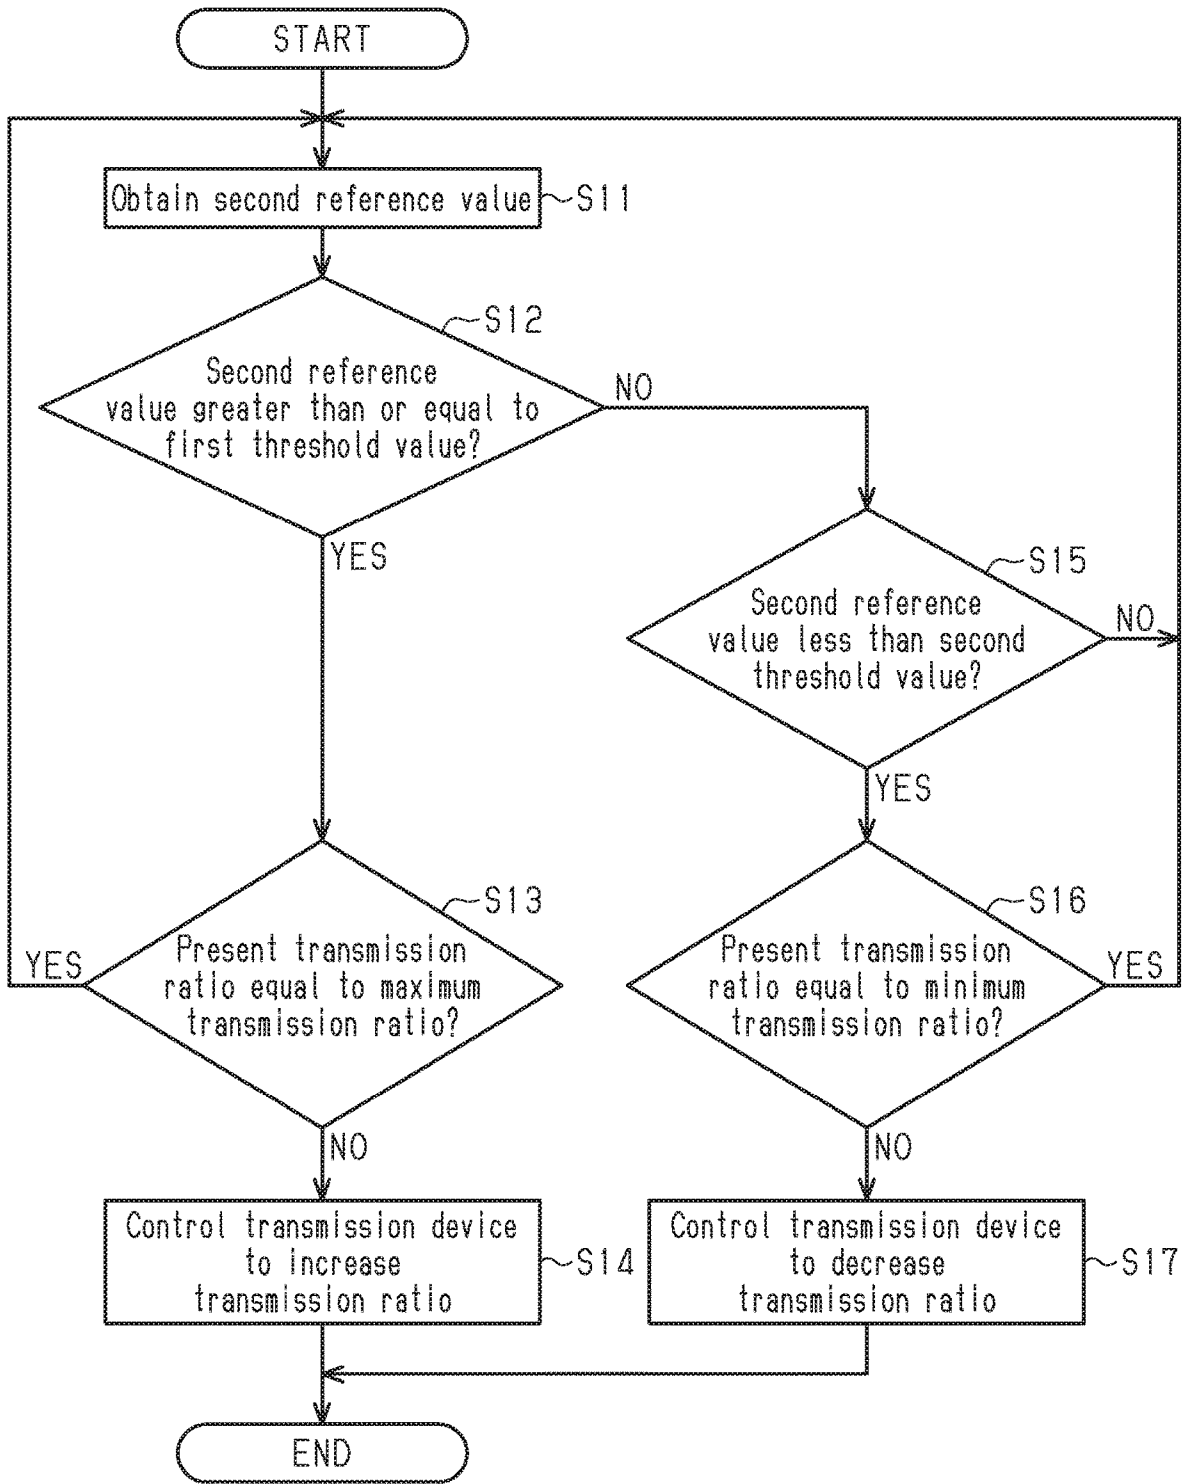 START
Obtain second reference value
S11
S12
Second reference
value greater than or equal to
first threshold value?
NO
YES
S15
Second reference
value less than second
threshold value?
NO
YES
S13
Present transmission
ratio equal to maximum
transmission ratio?
YES
NO
S16
Present transmission
ratio equal to minimum
transmission ratio?
YES
NO
Control transmission device
to increase
transmission ratio
S14
Control transmission device
to decrease
transmission ratio
S17
END